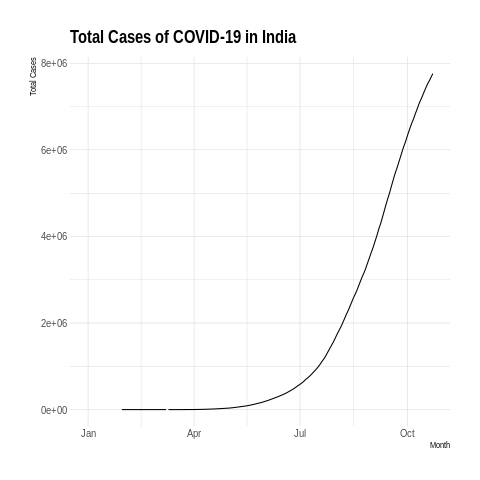 Total Cases of COVID-19 in India
Total Cases
8e+06
6e+06
4e+06
2e+06
0e+00
Jan Apr Jul Oct
Month